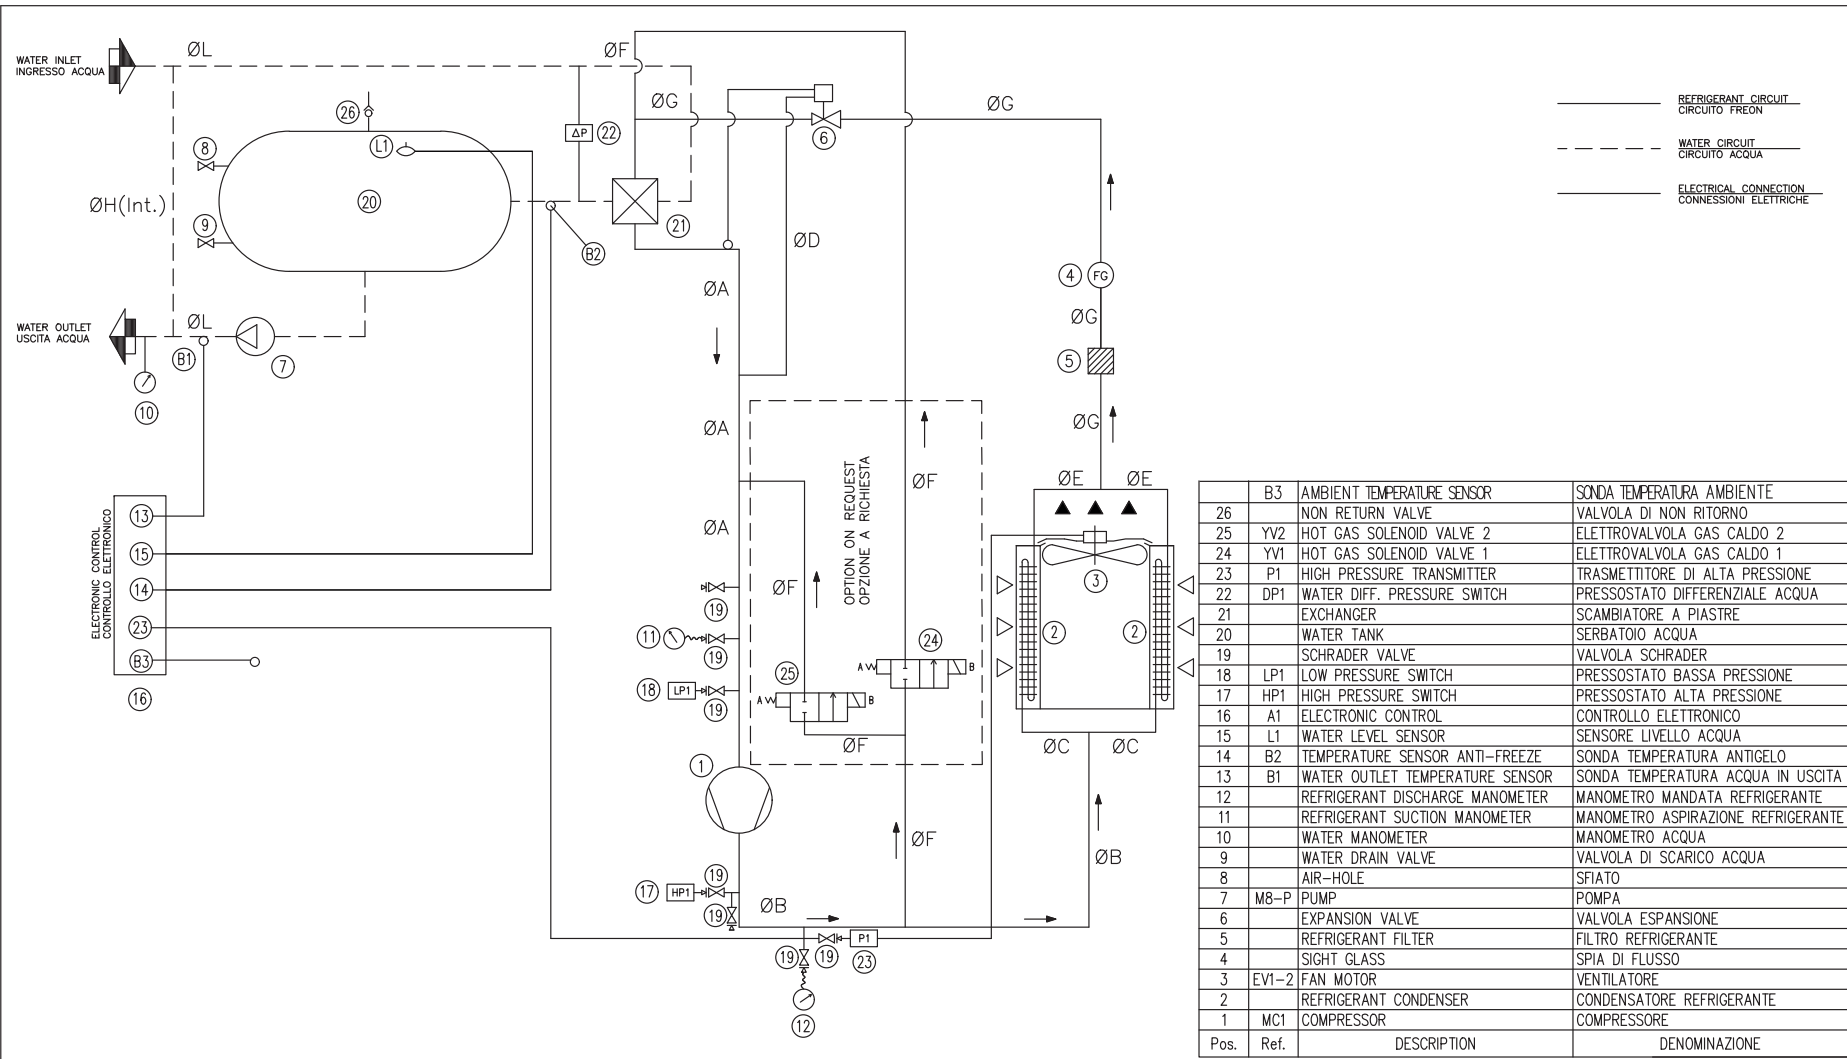 WATER INLET
INGRESSO ACQUA
ØL
ØF
ØG
ØG
26
L1
8
ΔP
22
6
ØH(Int.)
9
20
21
B2
ØD
ØA
WATER OUTLET
USCITA ACQUA
ØL
B1
7
10
4
FG
ØG
5
ØG
ØA
ØA
OPTION ON REQUEST
OPZIONE A RICHIESTA
ØF
ØF
ØE
ØE
3
2
2
ELECTRONIC CONTROL
CONTROLLO ELETTRONICO
13
15
14
23
B3
16
19
11
19
18
LP1
19
25
A
B
24
A
B
ØF
ØC
ØC
1
ØF
ØB
17
HP1
19
19
ØB
19
19
P1
23
12
REFRIGERANT CIRCUIT
CIRCUITO FREON
WATER CIRCUIT
CIRCUITO ACQUA
ELECTRICAL CONNECTION
CONNESSIONI ELETTRICHE
B3 AMBIENT TEMPERATURE SENSOR SONDA TEMPERATURA AMBIENTE
26 NON RETURN VALVE VALVOLA DI NON RITORNO
25 YV2 HOT GAS SOLENOID VALVE 2 ELETTROVALVOLA GAS CALDO 2
24 YV1 HOT GAS SOLENOID VALVE 1 ELETTROVALVOLA GAS CALDO 1
23 P1 HIGH PRESSURE TRANSMITTER TRASMETTITORE DI ALTA PRESSIONE
22 DP1 WATER DIFF. PRESSURE SWITCH PRESSOSTATO DIFFERENZIALE ACQUA
21 EXCHANGER SCAMBIATORE A PIASTRE
20 WATER TANK SERBATOIO ACQUA
19 SCHRADER VALVE VALVOLA SCHRADER
18 LP1 LOW PRESSURE SWITCH PRESSOSTATO BASSA PRESSIONE
17 HP1 HIGH PRESSURE SWITCH PRESSOSTATO ALTA PRESSIONE
16 A1 ELECTRONIC CONTROL CONTROLLO ELETTRONICO
15 L1 WATER LEVEL SENSOR SENSORE LIVELLO ACQUA
14 B2 TEMPERATURE SENSOR ANTI-FREEZE SONDA TEMPERATURA ANTIGELO
13 B1 WATER OUTLET TEMPERATURE SENSOR SONDA TEMPERATURA ACQUA IN USCITA
12 REFRIGERANT DISCHARGE MANOMETER MANOMETRO MANDATA REFRIGERANTE
11 REFRIGERANT SUCTION MANOMETER MANOMETRO ASPIRAZIONE REFRIGERANTE
10 WATER MANOMETER MANOMETRO ACQUA
9 WATER DRAIN VALVE VALVOLA DI SCARICO ACQUA
8 AIR-HOLE SFIATO
7 M8-P PUMP POMPA
6 EXPANSION VALVE VALVOLA ESPANSIONE
5 REFRIGERANT FILTER FILTRO REFRIGERANTE
4 SIGHT GLASS SPIA DI FLUSSO
3 EV1-2 FAN MOTOR VENTILATORE
2 REFRIGERANT CONDENSER CONDENSATORE REFRIGERANTE
1 MC1 COMPRESSOR COMPRESSORE
Pos. Ref. DESCRIPTION DENOMINAZIONE